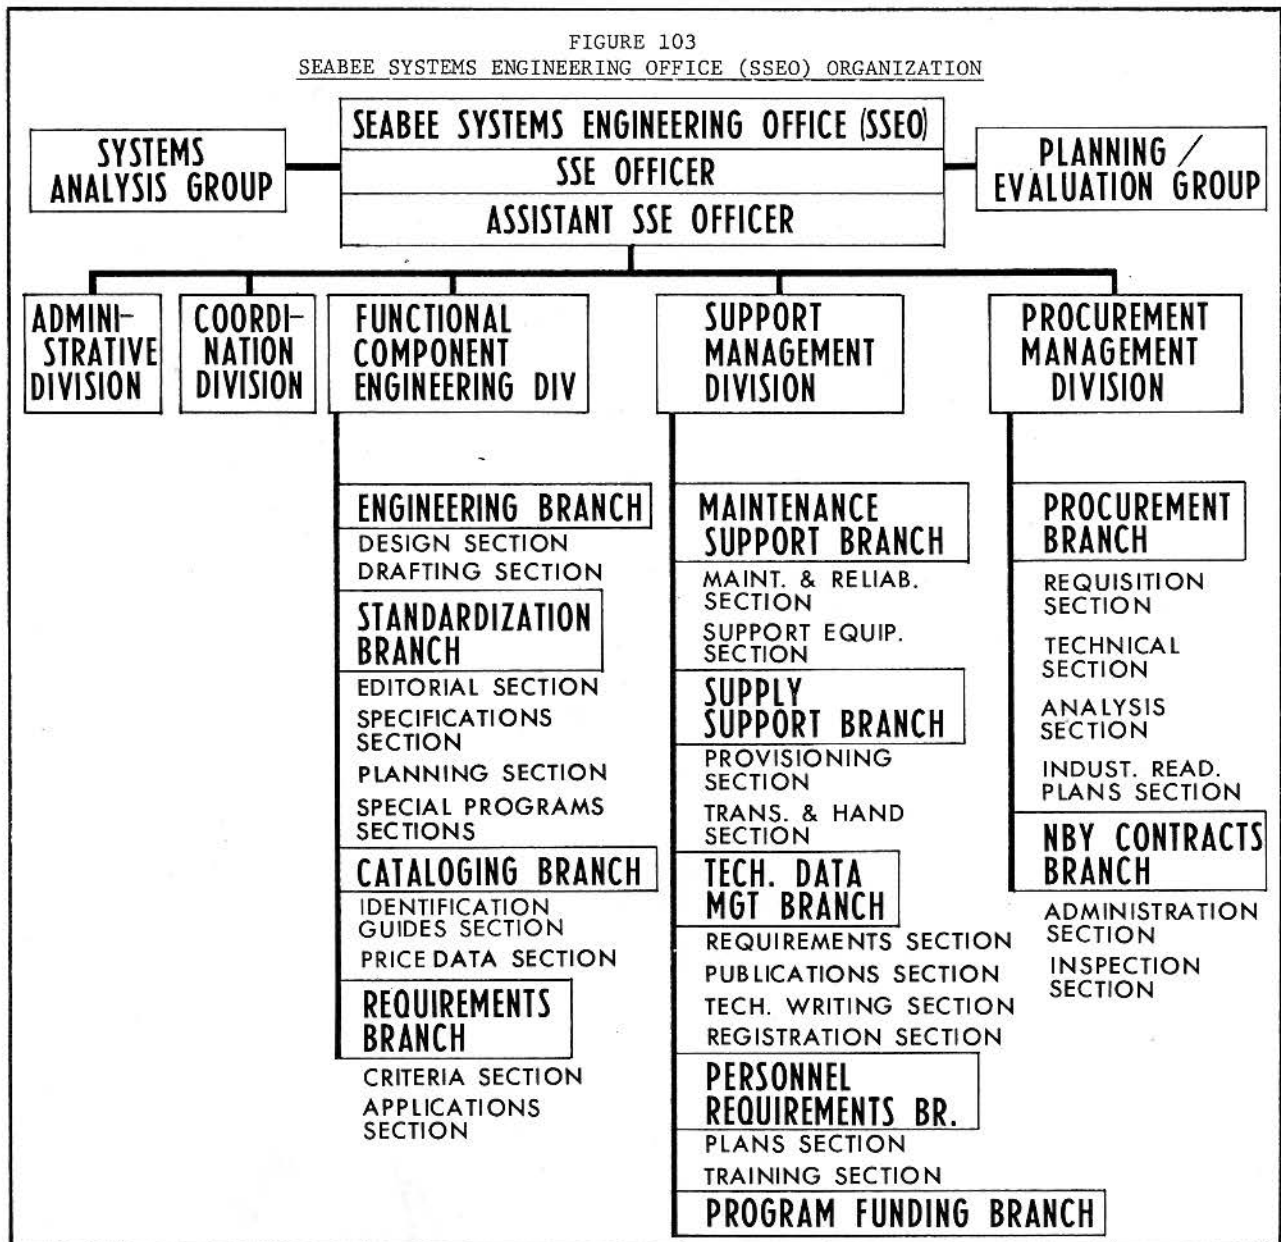 FIGURE 103
SEABEE SYSTEMS ENGINEERING OFFICE (SSEO) ORGANIZATION
SEABEE SYSTEMS ENGINEERING OFFICE (SSEO)
SSE OFFICER
ASSISTANT SSE OFFICER
SYSTEMS
ANALYSIS GROUP
PLANNING /
EVALUATION GROUP
ADMINI-
STRATIVE
DIVISION
COORDI-
NATION
DIVISION
FUNCTIONAL
COMPONENT
ENGINEERING DIV
SUPPORT
MANAGEMENT
DIVISION
PROCUREMENT
MANAGEMENT
DIVISION
ENGINEERING BRANCH
DESIGN SECTION
DRAFTING SECTION
STANDARDIZATION
BRANCH
EDITORIAL SECTION
SPECIFICATIONS
SECTION
PLANNING SECTION
SPECIAL PROGRAMS
SECTIONS
CATALOGING BRANCH
IDENTIFICATION
GUIDES SECTION
PRICE DATA SECTION
REQUIREMENTS
BRANCH
CRITERIA SECTION
APPLICATIONS
SECTION
MAINTENANCE
SUPPORT BRANCH
MAINT. & RELIAB.
SECTION
SUPPORT EQUIP.
SECTION
SUPPLY
SUPPORT BRANCH
PROVISIONING
SECTION
TRANS. & HAND
SECTION
TECH. DATA
MGT BRANCH
REQUIREMENTS SECTION
PUBLICATIONS SECTION
TECH. WRITING SECTION
REGISTRATION SECTION
PERSONNEL
REQUIREMENTS BR.
PLANS SECTION
TRAINING SECTION
PROGRAM FUNDING BRANCH
PROCUREMENT
BRANCH
REQUISITION
SECTION
TECHNICAL
SECTION
ANALYSIS
SECTION
INDUST. READ.
PLANS SECTION
NBY CONTRACTS
BRANCH
ADMINISTRATION
SECTION
INSPECTION
SECTION